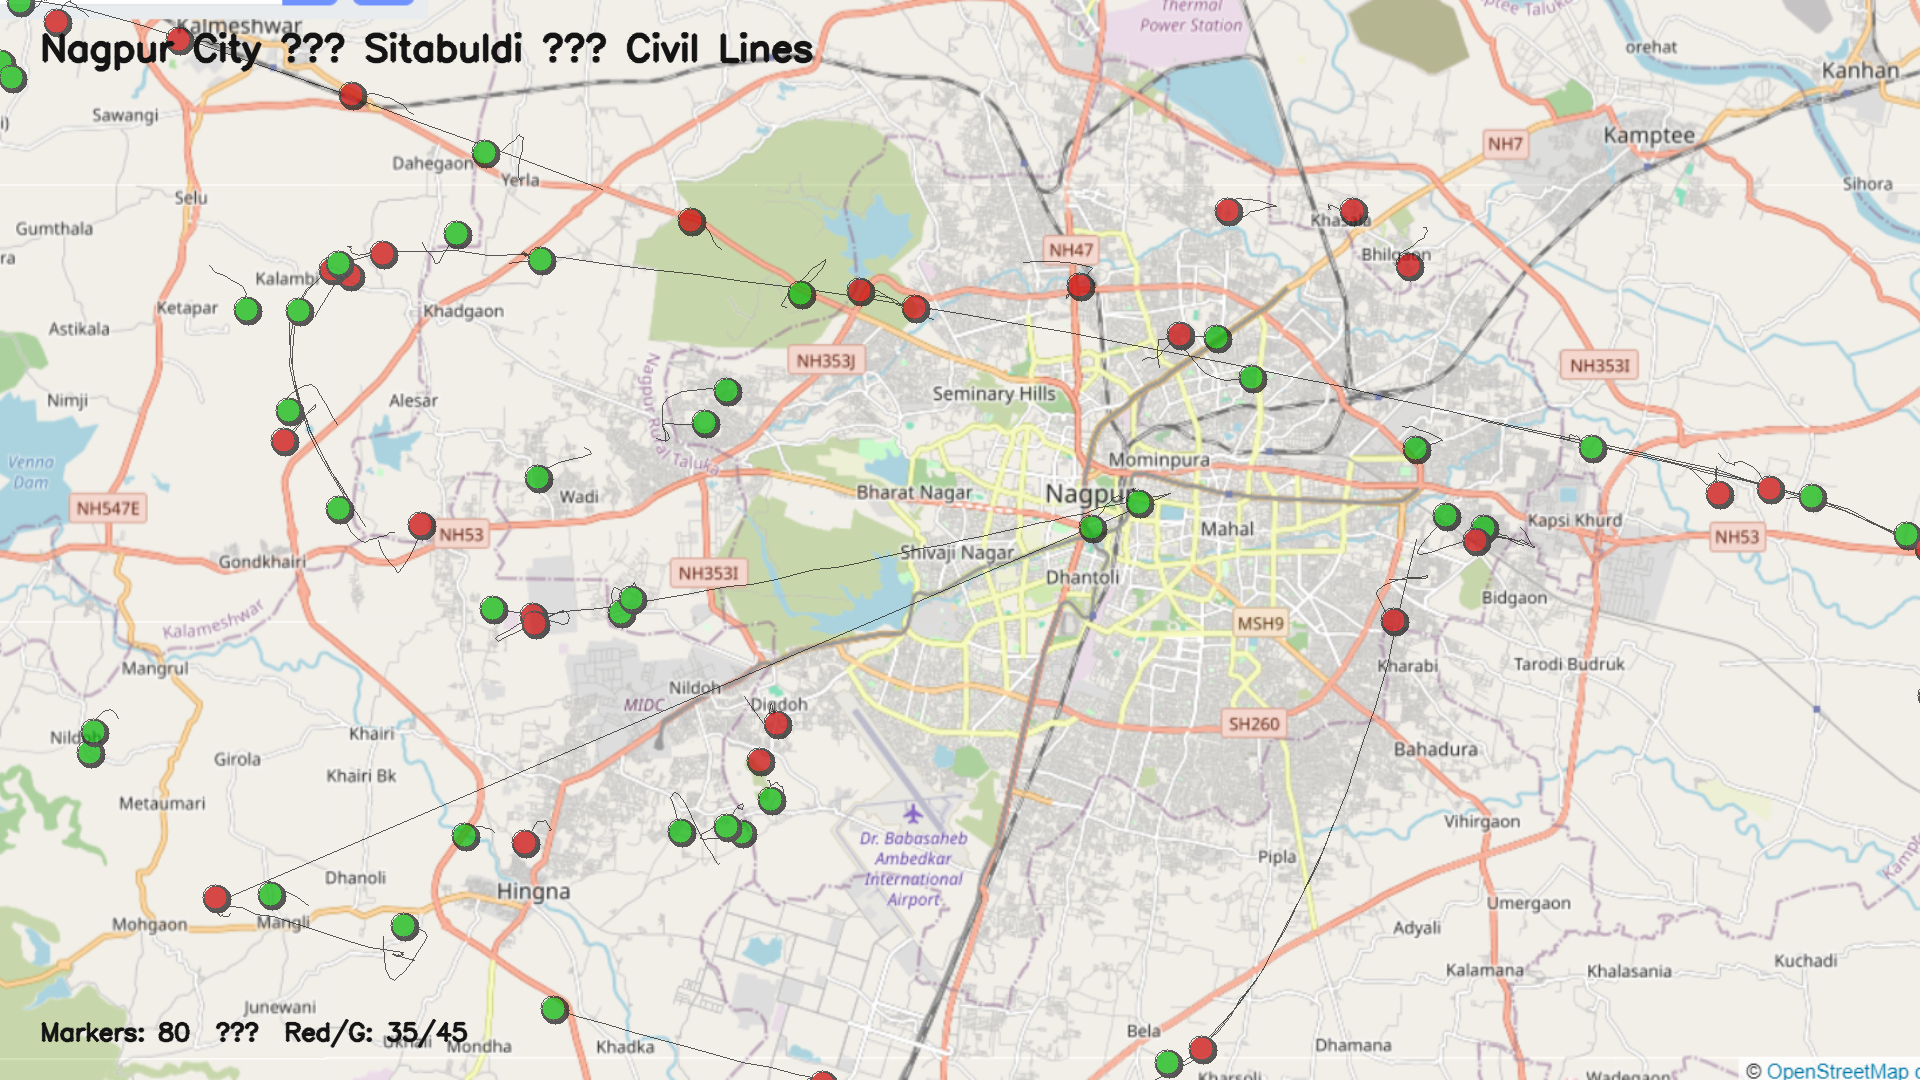 Kalmeshwar
Thermal
Power Station
ptee Taluka
orehat
Nagpur City ??? Sitabuldi ??? Civil Lines
Kanhan
Sawangi
Kamptee
NH7
Dahegaon
Yerla
Sihora
Selu
Khasala
Gumthala
NH47
Bhilgaon
Kalambi
Ketapar
Khadgaon
Astikala
NH353J
NH353I
Seminary Hills
Nimji
Alesar
Nagpur Rural Taluka
Mominpura
Venna
Dam
Wadi
Bharat Nagar
Nagpur
NH547E
Kapsi Khurd
Mahal
NH53
NH53
Shivaji Nagar
Gondkhairi
NH353I
Dhantoli
Bidgaon
Kalameshwar
MSH9
Mangrul
Kharabi
Tarodi Budruk
Nildoh
MIDC
Digdoh
SH260
Nildoh
Khairi
Bahadura
Girola
Khairi Bk
Metaumari
Vihirgaon
Dr. Babasaheb
Ambedkar
International
Airport
Pipla
Dhanoli
Hingna
Umergaon
Mohgaon
Mangli
Adyali
Kalamana
Khalasania
Kuchadi
Junewani
Markers: 80 ??? Red/G: 35/45
Mondha
Khadka
Bela
Dhamana
Kharsoli
Wadegaon
© OpenStreetMap c